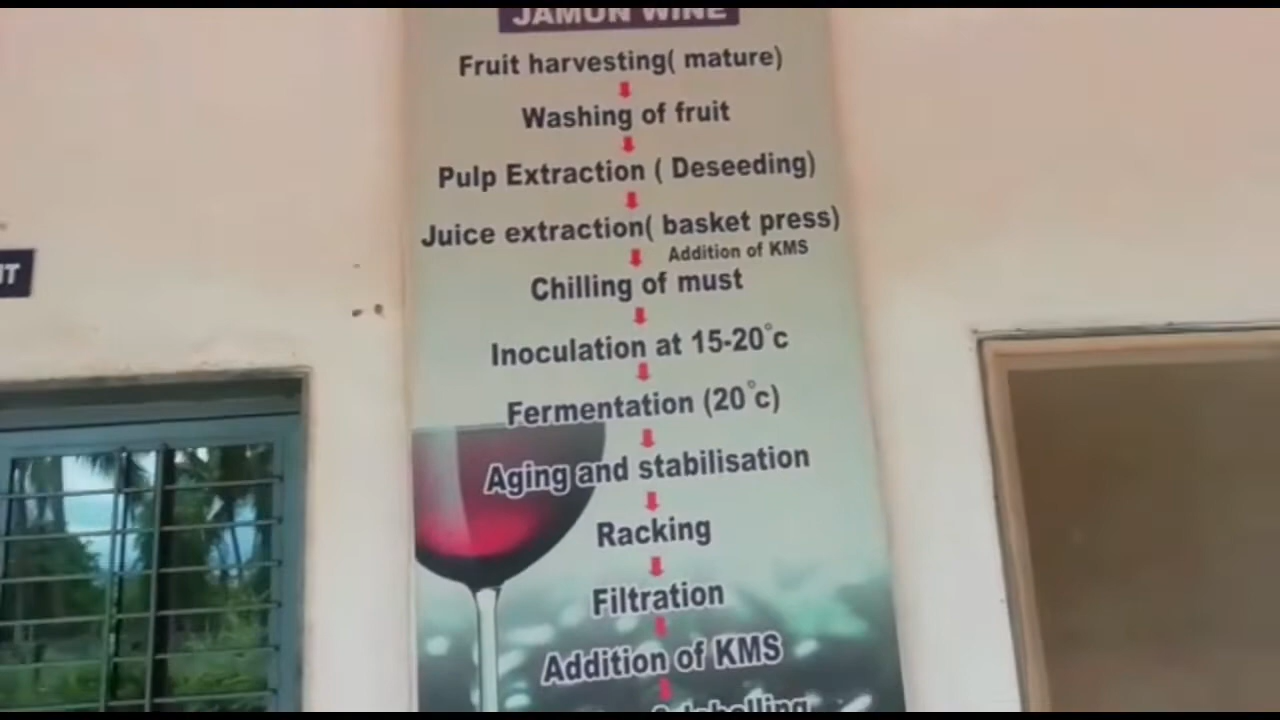 JAMUN WINE
Fruit harvesting( mature)
Washing of fruit
Pulp Extraction ( Deseeding)
Juice extraction( basket press)
Addition of KMS
Chilling of must
Inoculation at 15-20°c
Fermentation (20°c)
Aging and stabilisation
Racking
Filtration
Addition of KMS
labelling